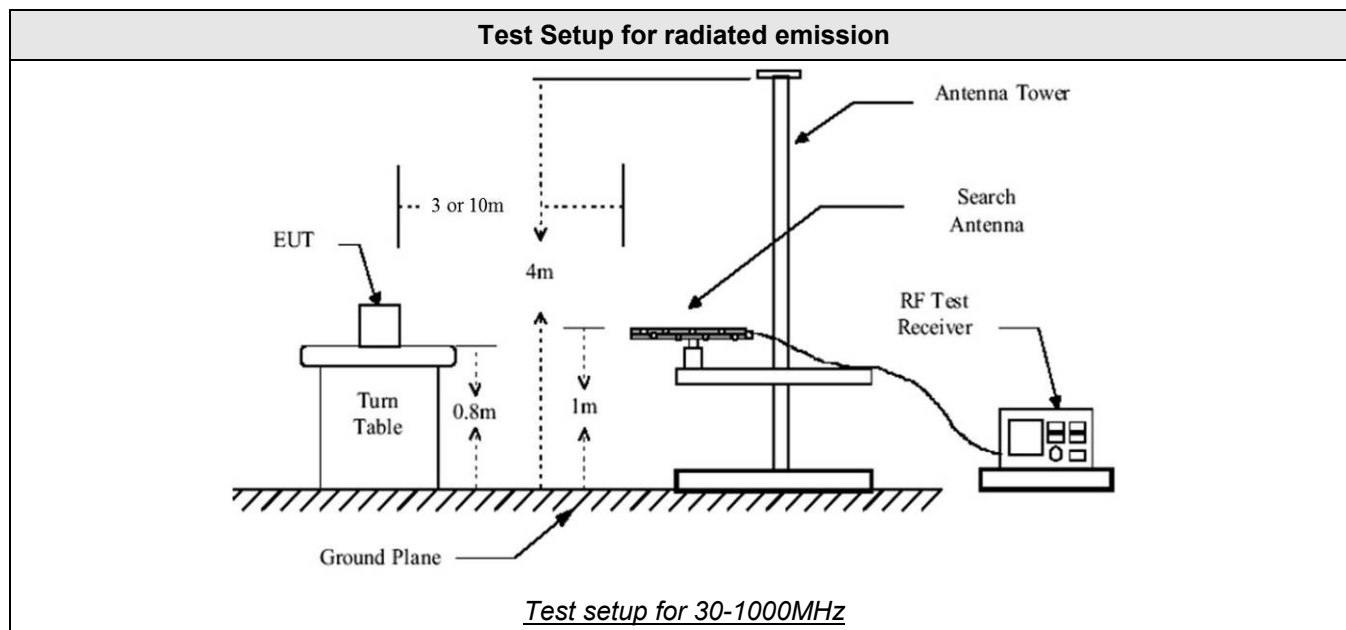 Test Setup for radiated emission
Antenna Tower
3 or 10m
Search
Antenna
EUT
4m
RF Test
Receiver
Turn
Table
0.8m
1m
Ground Plane
Test setup for 30-1000MHz